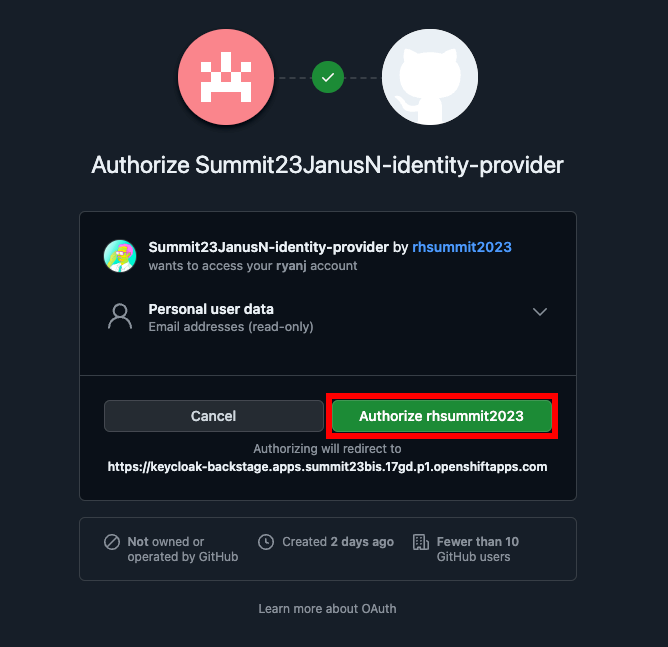 Authorize Summit23JanusN-identity-provider
Summit23JanusN-identity-provider by rhsummit2023
wants to access your ryanj account
Personal user data
Email addresses (read-only)
Cancel
Authorize rhsummit2023
Authorizing will redirect to
https://keycloak-backstage.apps.summit23bis.17gd.p1.openshiftapps.com
Not owned or
operated by GitHub
Created 2 days ago
Fewer than 10
GitHub users
Learn more about OAuth